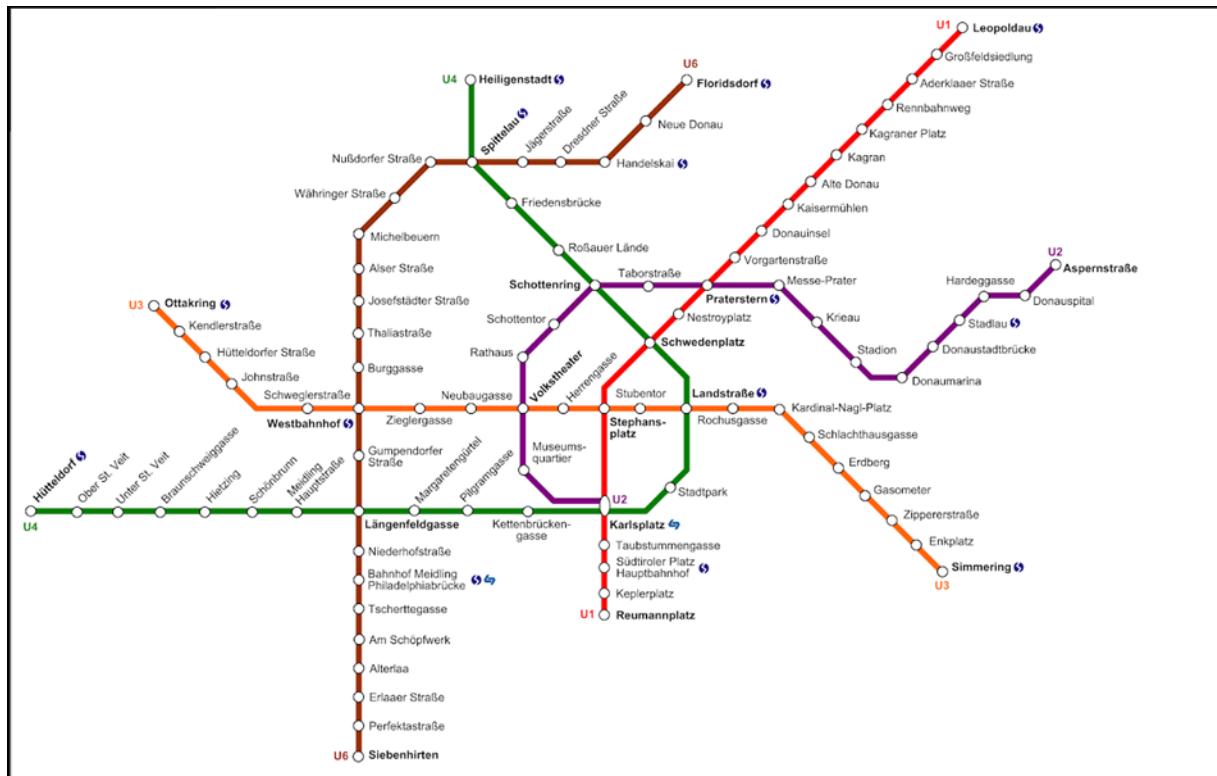 U1
Leopoldau
Großfeldsiedlung
Aderklaaer Straße
Rennbahnweg
Kagraner Platz
Kagran
Alte Donau
Kaisermühlen
Donauinsel
Vorgartenstraße
U4
Heiligenstadt
U6
Floridsdorf
Spittelau
Jägerstraße
Dresdner Straße
Neue Donau
Handelskai
Nußdorfer Straße
Währinger Straße
Friedensbrücke
Michelbeuern
Roßauer Lände
Alser Straße
Schottenring
Taborstraße
Praterstern
Messe-Prater
U2
Aspernstraße
Hardeggasse
Donauspital
Stadlau
Krieau
Donaustadtbrücke
Stadion
Donaumarina
U3
Ottakring
Kendlerstraße
Hütteldorfer Straße
Johnstraße
Schweglerstraße
Josefstädter Straße
Thaliastraße
Burggasse
Schottentor
Rathaus
Nestroyplatz
Schwedenplatz
Westbahnhof
Zieglergasse
Neubaugasse
Volkstheater
Herrengasse
Stubentor
Stephans-
platz
Landstraße
Rochusgasse
Kardinal-Nagl-Platz
Schlachthausgasse
Erdberg
Gasometer
Zippererstraße
Enkplatz
Simmering
U3
Gumpendorfer
Straße
Museums-
quartier
Stadtpark
Hütteldorf
U4
Ober St. Veit
Unter St. Veit
Braunschweiggasse
Hietzing
Schönbrunn
Meidling
Hauptstraße
Längenfeldgasse
Margaretengürtel
Pilgramgasse
Kettenbrücken-
gasse
U2
Karlsplatz
Taubstummengasse
Südtiroler Platz
Hauptbahnhof
Keplerplatz
U1
Reumannplatz
Niederhofstraße
Bahnhof Meidling
Philadelphiabrücke
Tscherttegasse
Am Schöpfwerk
Alterlaa
Erlaaer Straße
Perfektastraße
U6
Siebenhirten